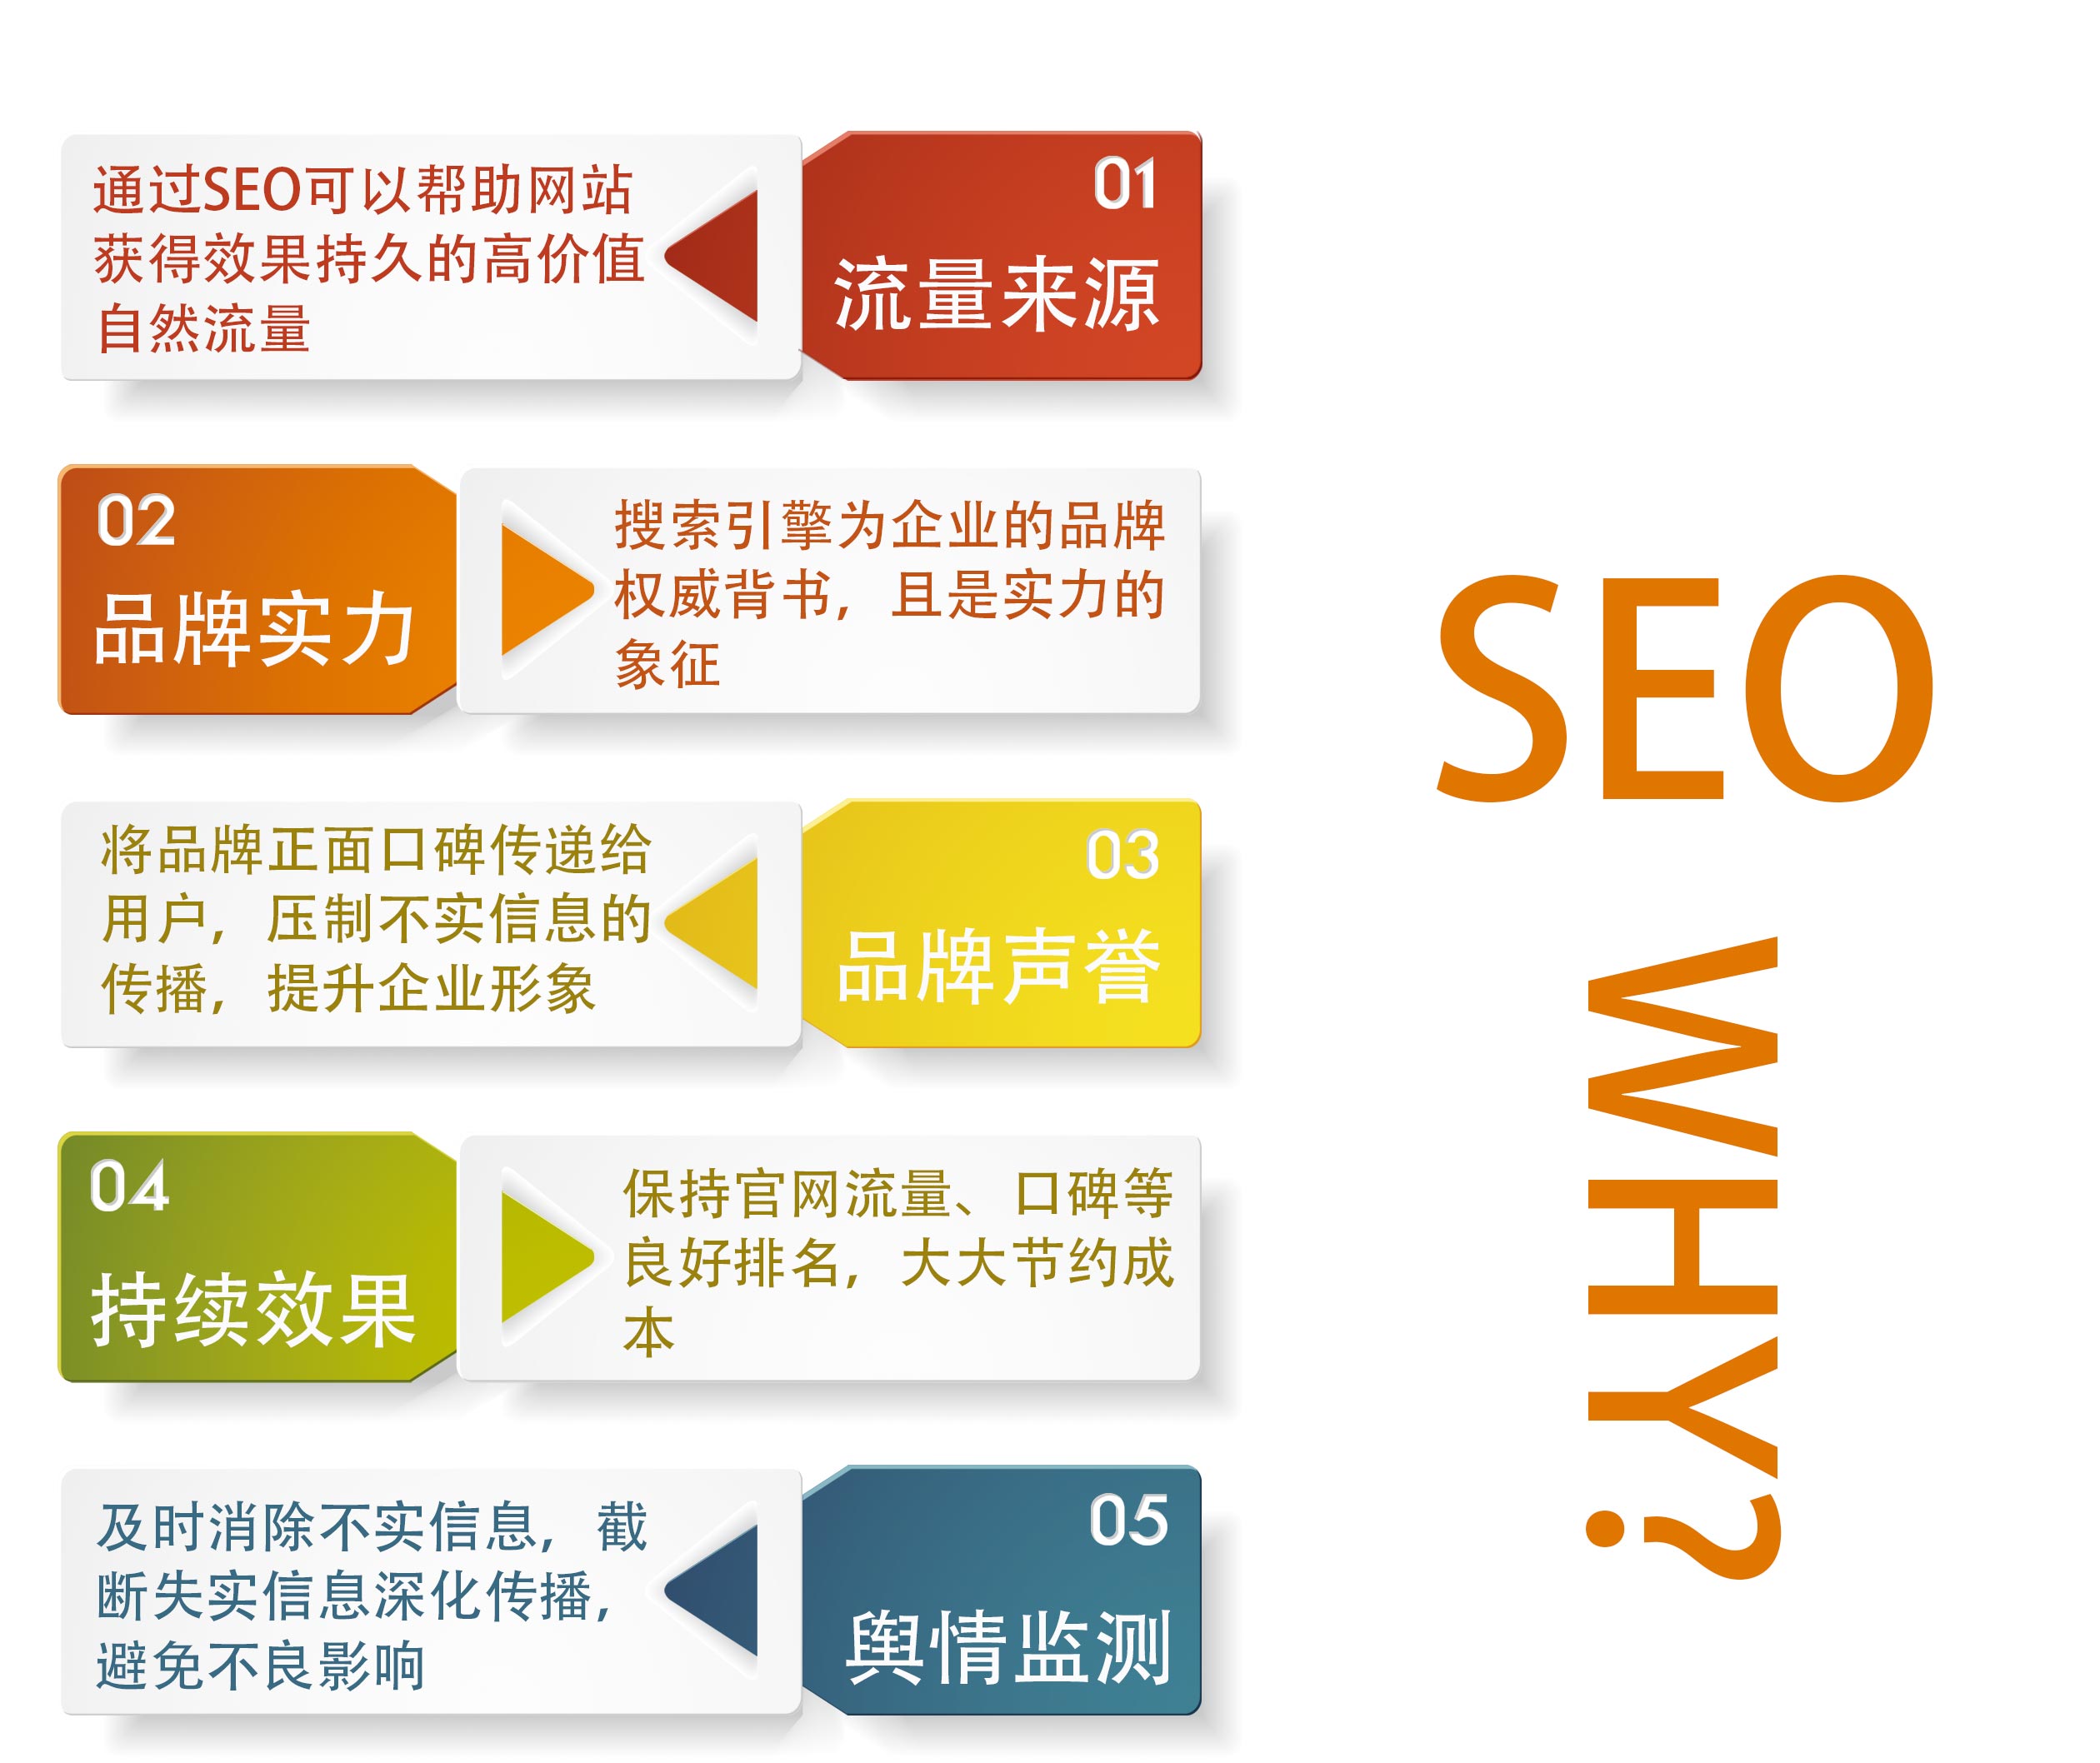 通过SEO可以帮助网站
获得效果持久的高价值
自然流量
01
流量来源
02
品牌实力
搜索引擎为企业的品牌
权威背书，且是实力的
象征
将品牌正面口碑传递给
用户，压制不实信息的
传播，提升企业形象
03
品牌声誉
04
持续效果
保持官网流量、口碑等
良好排名，大大节约成
本
及时消除不实信息，截
断失实信息深化传播，
避免不良影响
05
舆情监测
SEO
WHY?